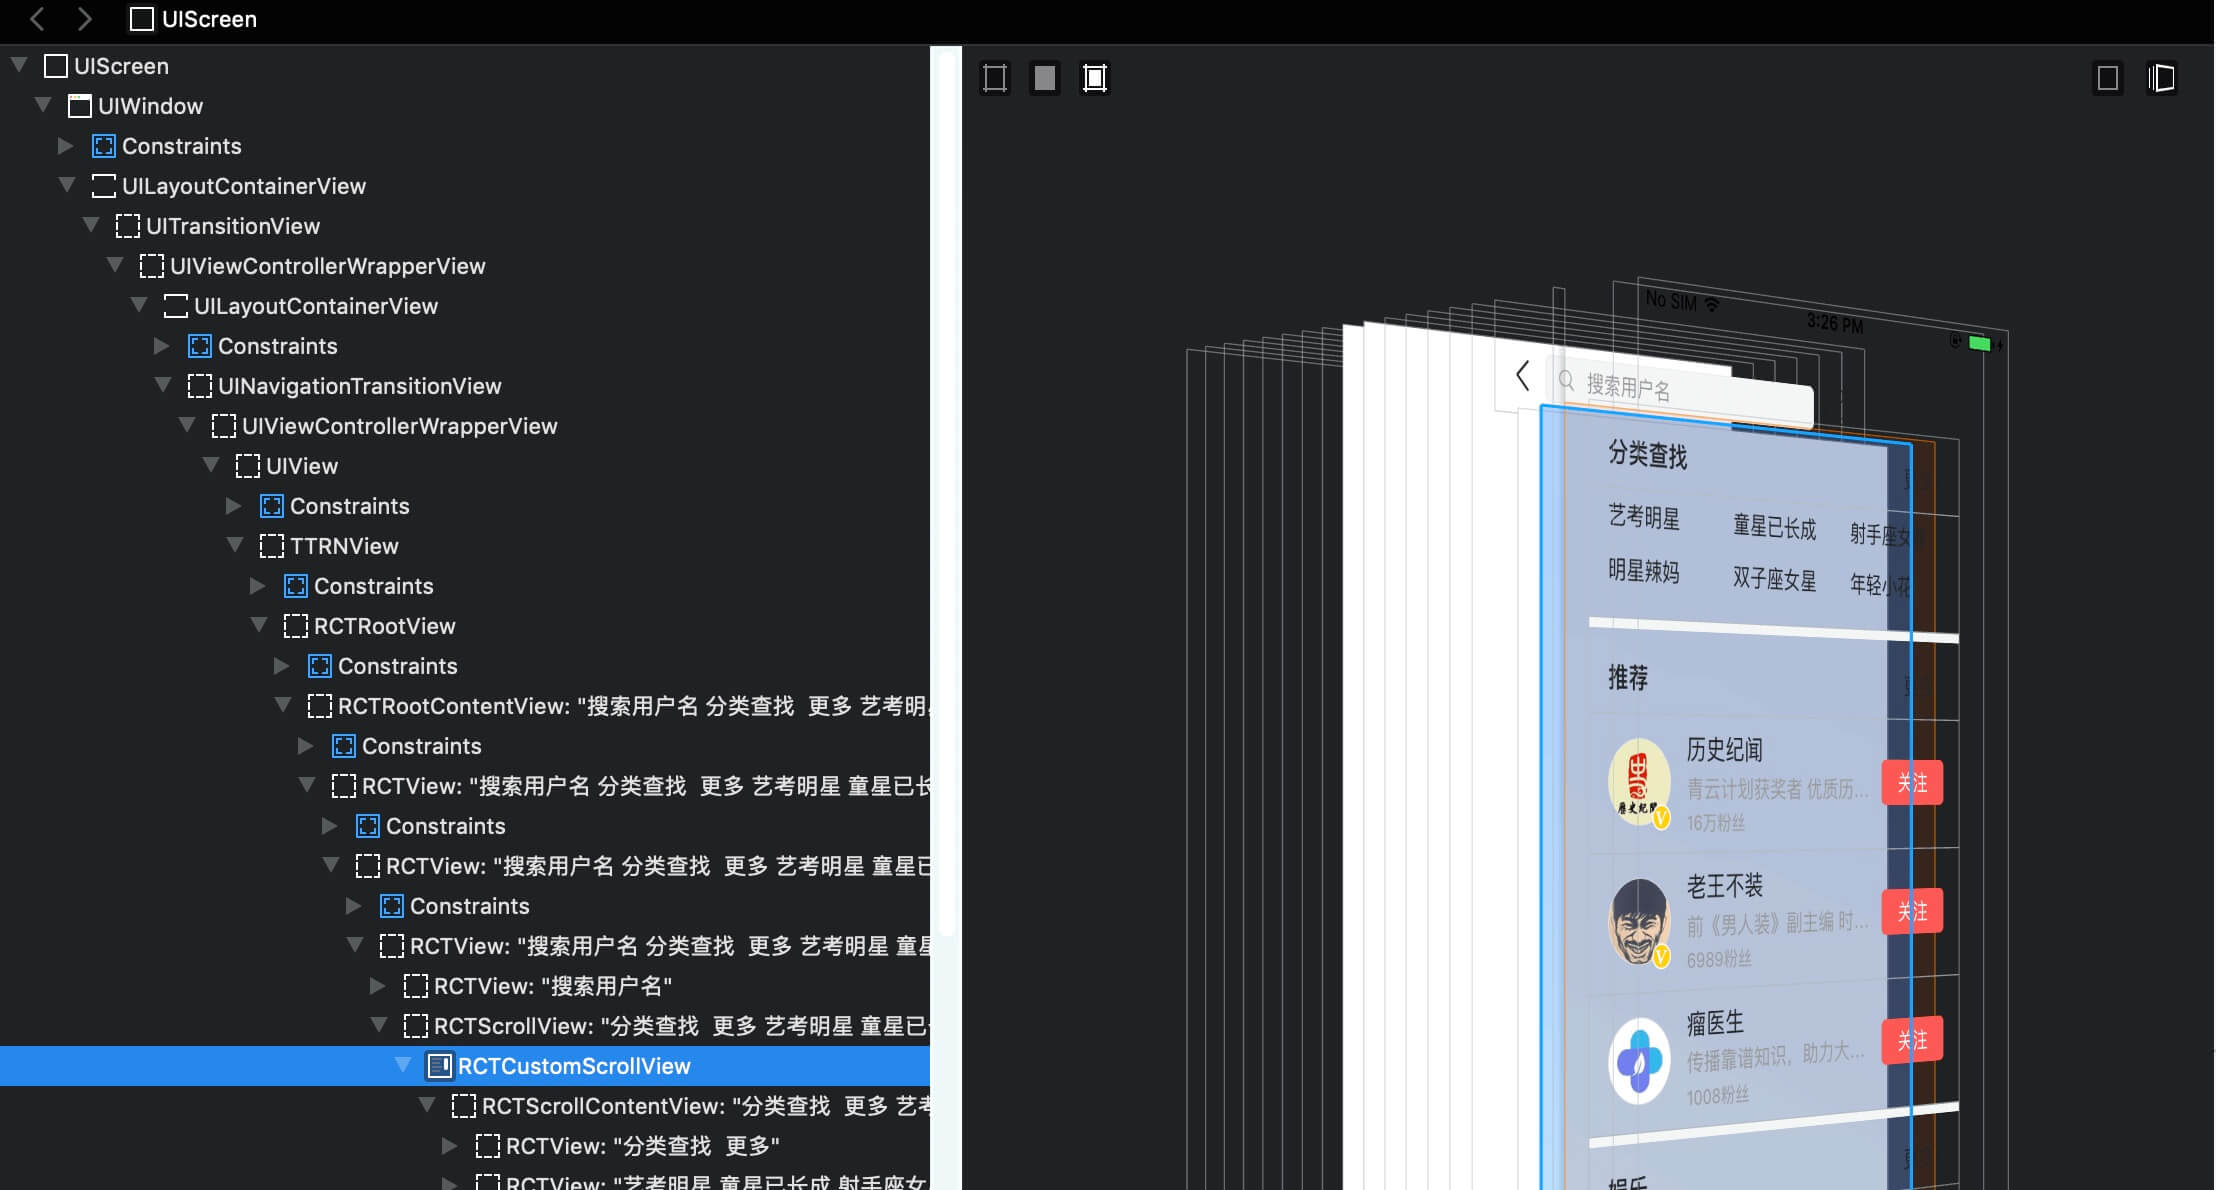 UIScreen
UIScreen
UIWindow
Constraints
UILayoutContainerView
UITransitionView
UIViewControllerWrapperView
UILayoutContainerView
Constraints
UINavigationTransitionView
UIViewControllerWrapperView
UIView
Constraints
TTRNView
Constraints
RCTRootView
Constraints
RCTRootContentView: "搜索用户名 分类查找  更多 艺考明
Constraints
RCTView: "搜索用户名 分类查找  更多 艺考明星 童星已长
Constraints
RCTView: "搜索用户名 分类查找  更多 艺考明星 童星已
Constraints
RCTView: "搜索用户名 分类查找  更多 艺考明星 童星
RCTView: "搜索用户名"
RCTScrollView: "分类查找  更多 艺考明星 童星已
RCTCustomScrollView
RCTScrollContentView: "分类查找  更多 艺考
RCTView: "分类查找  更多"
RCTView: "艺考明星 童星已长成 射手座女
No SIM
3:26 PM
搜索用户名
分类查找
艺考明星 童星已长成 射手座女
明星辣妈 双子座女星 年轻小花
推荐
历史纪闻
青云计划获奖者 优质历...
16万粉丝
关注
老王不装
前《男人装》副主编 时...
6989粉丝
关注
瘤医生
传播靠谱知识，助力大...
1008粉丝
关注
娱乐